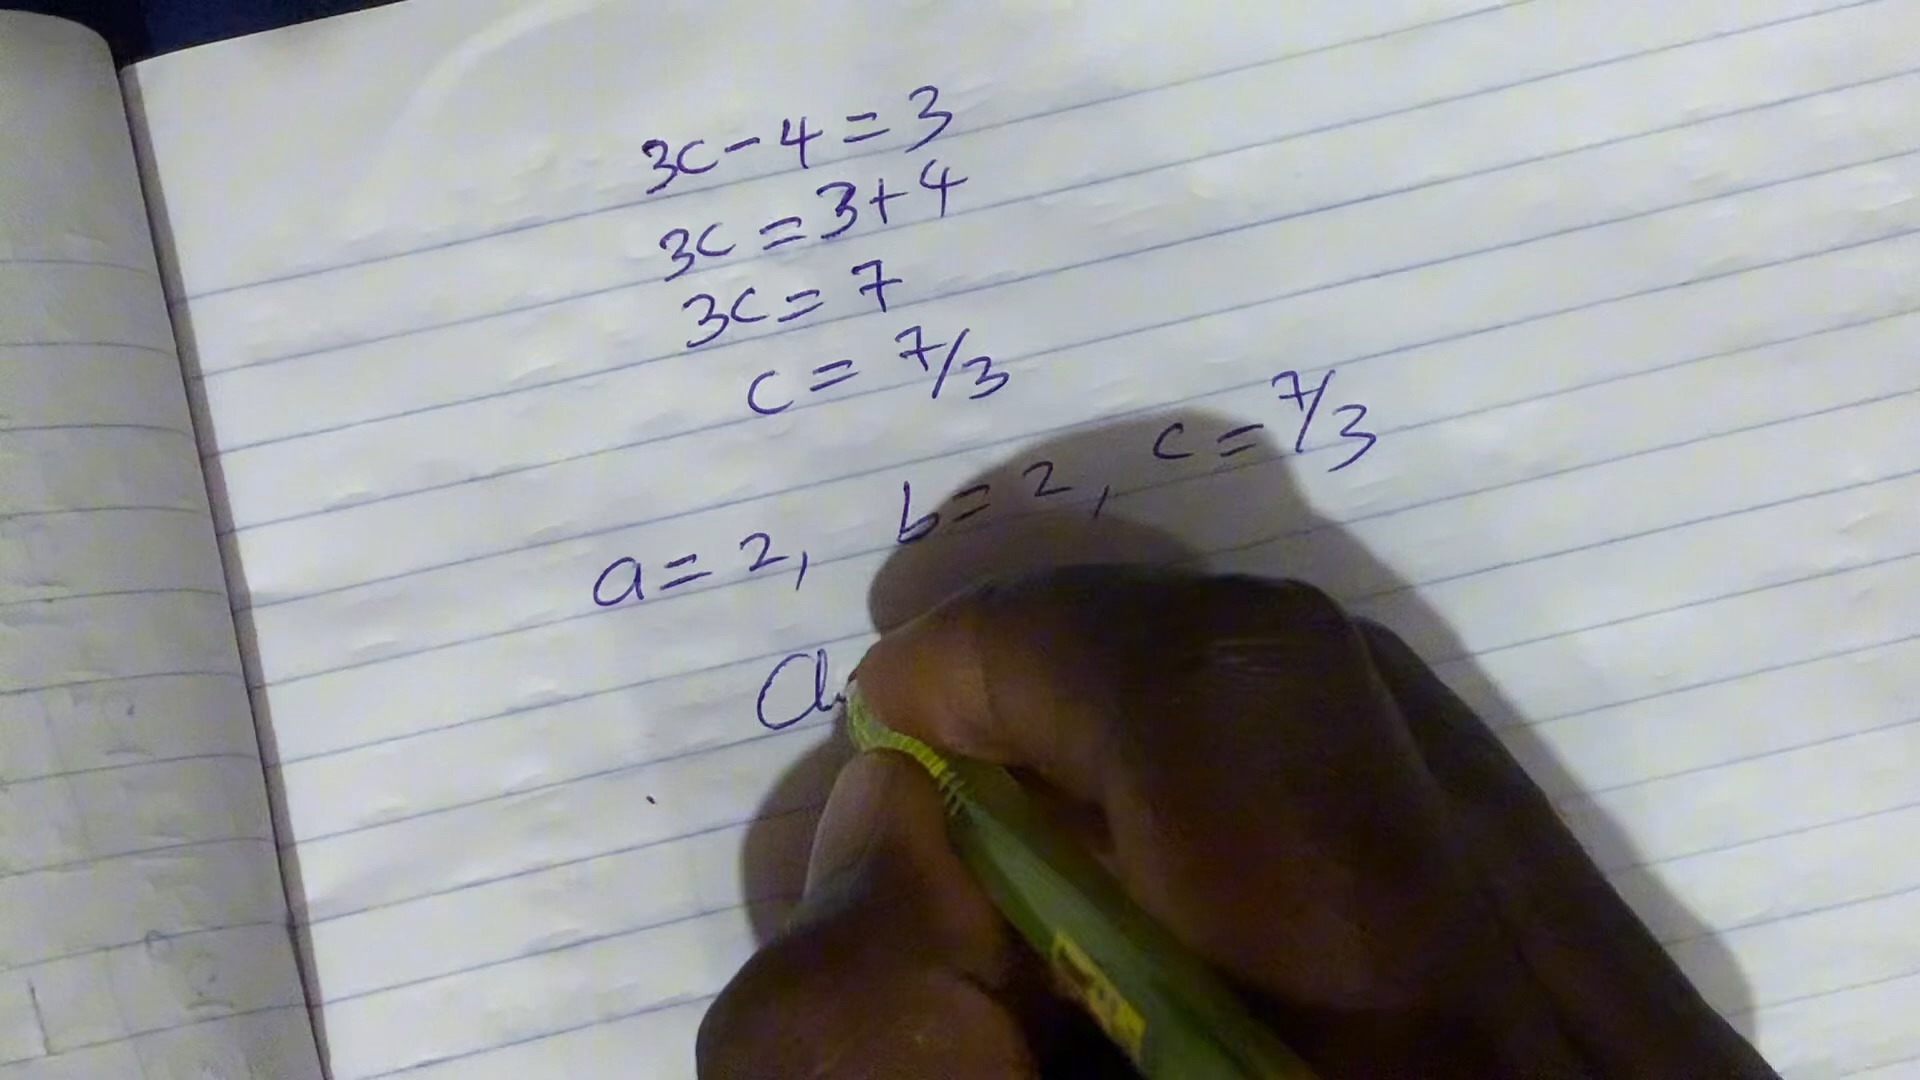 3c - 4 = 3
3c = 3 + 4
3c = 7
c = 7/3
a = 2, b = 2, c = 7/3